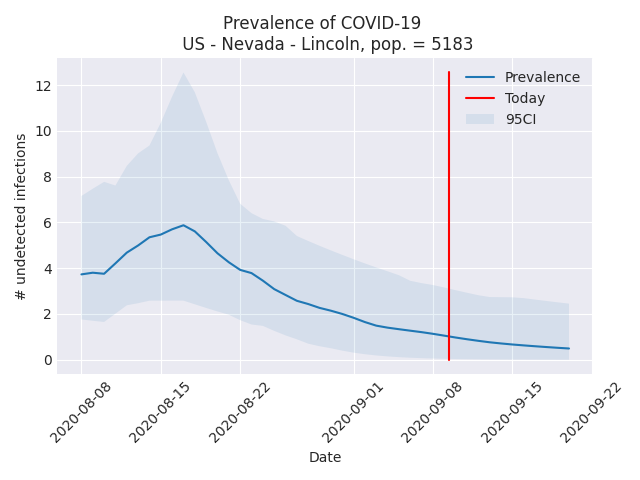 Prevalence of COVID-19
US - Nevada - Lincoln, pop. = 5183
Prevalence
Today
95CI
12
10
8
6
4
2
0
# undetected infections
2020-08-08
2020-08-15
2020-08-22
2020-09-01
2020-09-08
2020-09-15
2020-09-22
Date